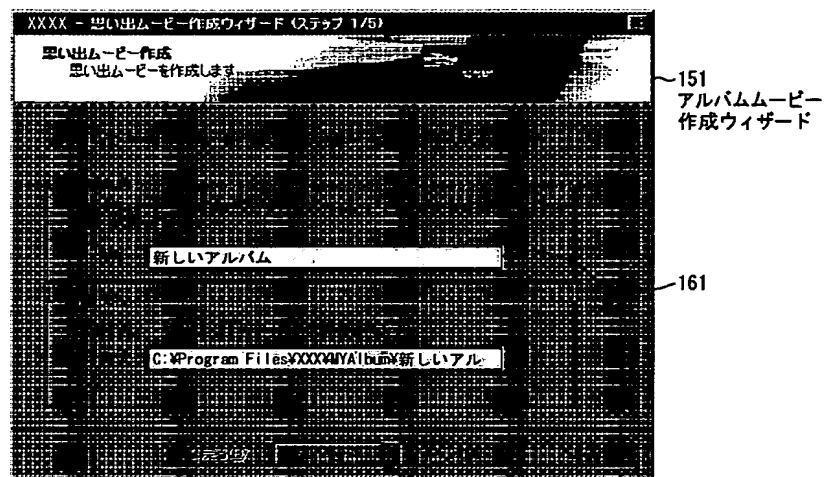 XXXX - 思い出ムービー作成ウィザード (ステップ 1/5)
思い出ムービー作成
思い出ムービーを作成します
151
アルバムムービー
作成ウィザード
新しいアルバム
161
C:¥Program Files¥XXX¥MYAlbum¥新しいアル